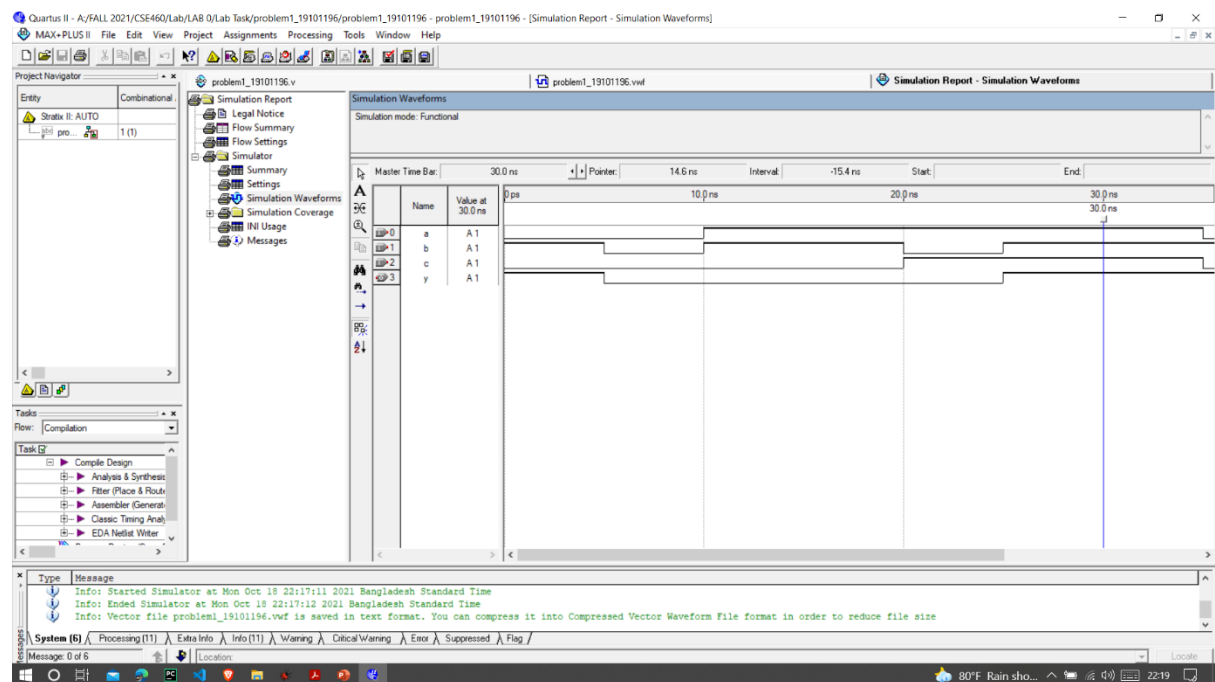 Quartus II - A:/FALL 2021/CSE460/Lab/LAB 0/Lab Task/problem1_19101196/problem1_19101196 - problem1_19101196 - [Simulation Report - Simulation Waveforms]
MAX+PLUS II File Edit View Project Assignments Processing Tools Window Help
Project Navigator
Entity Combinational
Stratix II: AUTO
pro... 1 (1)
problem1_19101196.v
problem1_19101196.vwf
Simulation Report - Simulation Waveforms
Simulation Report
Legal Notice
Flow Summary
Flow Settings
Simulator
Summary
Settings
Simulation Waveforms
Simulation Coverage
INI Usage
Messages
Simulation Waveforms
Simulation mode: Functional
Master Time Bar: 30.0 ns Pointer: 14.6 ns Interval: -15.4 ns Start: End:
Name Value at 30.0 ns
0 ps 10.0 ns 20.0 ns 30.0 ns
30.0 ns
0 a A 1
1 b A 1
2 c A 1
3 y A 1
Tasks
Flow: Compilation
Task
Compile Design
Analysis & Synthesis
Fitter (Place & Route
Assembler (Generat
Classic Timing Analy
EDA Netlist Writer
Type Message
Info: Started Simulator at Mon Oct 18 22:17:11 2021 Bangladesh Standard Time
Info: Ended Simulator at Mon Oct 18 22:17:12 2021 Bangladesh Standard Time
Info: Vector file problem1_19101196.vwf is saved in text format. You can compress it into Compressed Vector Waveform File format in order to reduce file size
System (6) Processing (11) Extra Info Info (11) Warning Critical Warning Error Suppressed Flag
Messages
Message: 0 of 6 Location: Locate
80°F Rain sho... 22:19